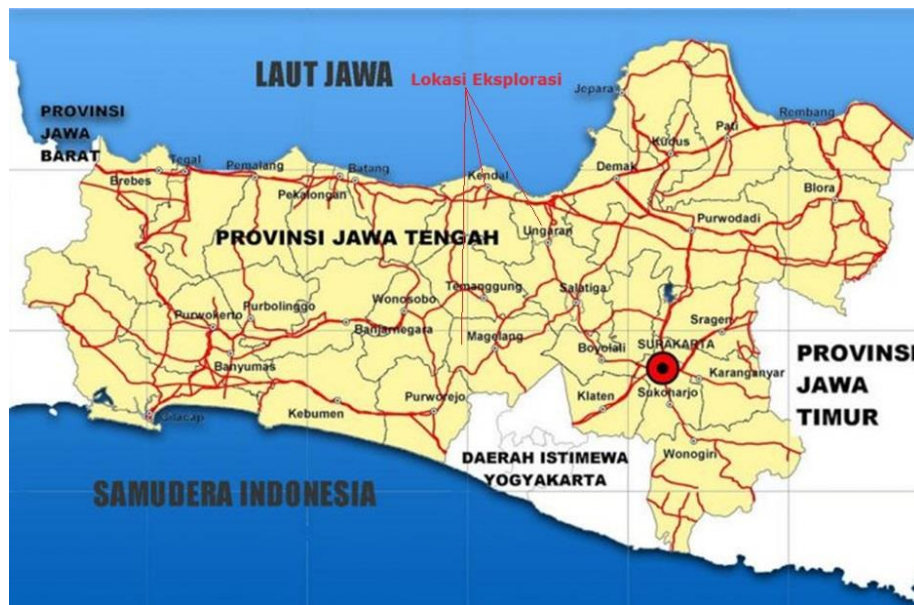 LAUT JAWA
Lokasi Eksplorasi
Jepara
PROVINSI
JAWA
BARAT
Rembang
Pati
Kudus
Tegal
Pemalang
Batang
Demak
Kendal
Brebes
Pekalongan
Blora
Purwodadi
Ungaran
PROVINSI JAWA TENGAH
Temanggung
Salatiga
Wonosobo
Purbolinggo
Purwokerto
Banjarnegara
Magelang
Sragen
SURAKARTA
Boyolali
PROVINSI
JAWA
TIMUR
Banyumas
Karanganyar
Klaten
Sukoharjo
Purworejo
Kebumen
Cilacap
Wonogiri
DAERAH ISTIMEWA
YOGYAKARTA
SAMUDERA INDONESIA